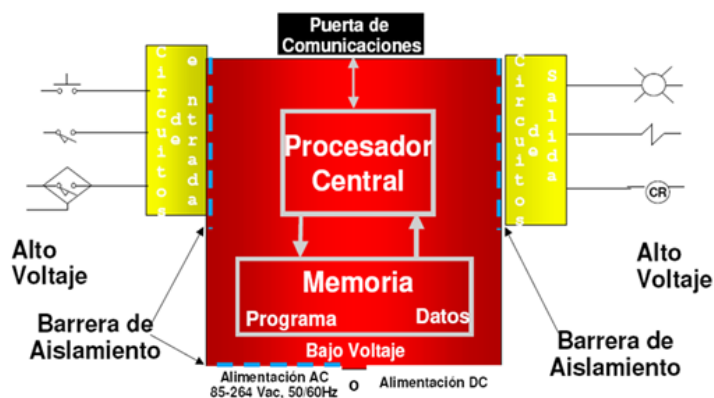 Puerta de
Comunicaciones
Circuitos
de
entrada
Procesador
Central
Circuitos
de
Salida
CR
Alto
Voltaje
Alto
Voltaje
Memoria
Programa
Datos
Barrera de
Aislamiento
Bajo Voltaje
Barrera de
Aislamiento
Alimentación AC
85-264 Vac, 50/60Hz
o
Alimentación DC